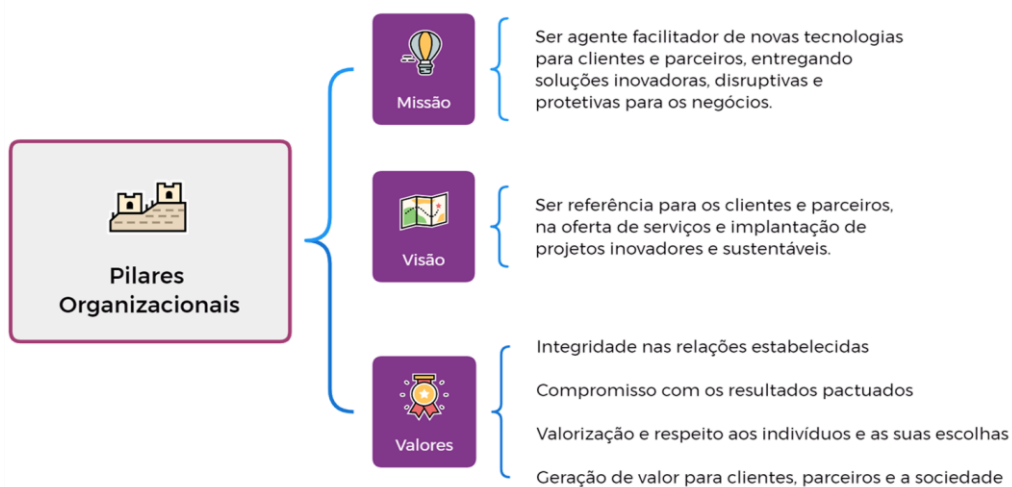 Pilares
Organizacionais
Missão
Ser agente facilitador de novas tecnologias
para clientes e parceiros, entregando
soluções inovadoras, disruptivas e
protetivas para os negócios.
Visão
Ser referência para os clientes e parceiros,
na oferta de serviços e implantação de
projetos inovadores e sustentáveis.
Valores
Integridade nas relações estabelecidas
Compromisso com os resultados pactuados
Valorização e respeito aos indivíduos e as suas escolhas
Geração de valor para clientes, parceiros e a sociedade